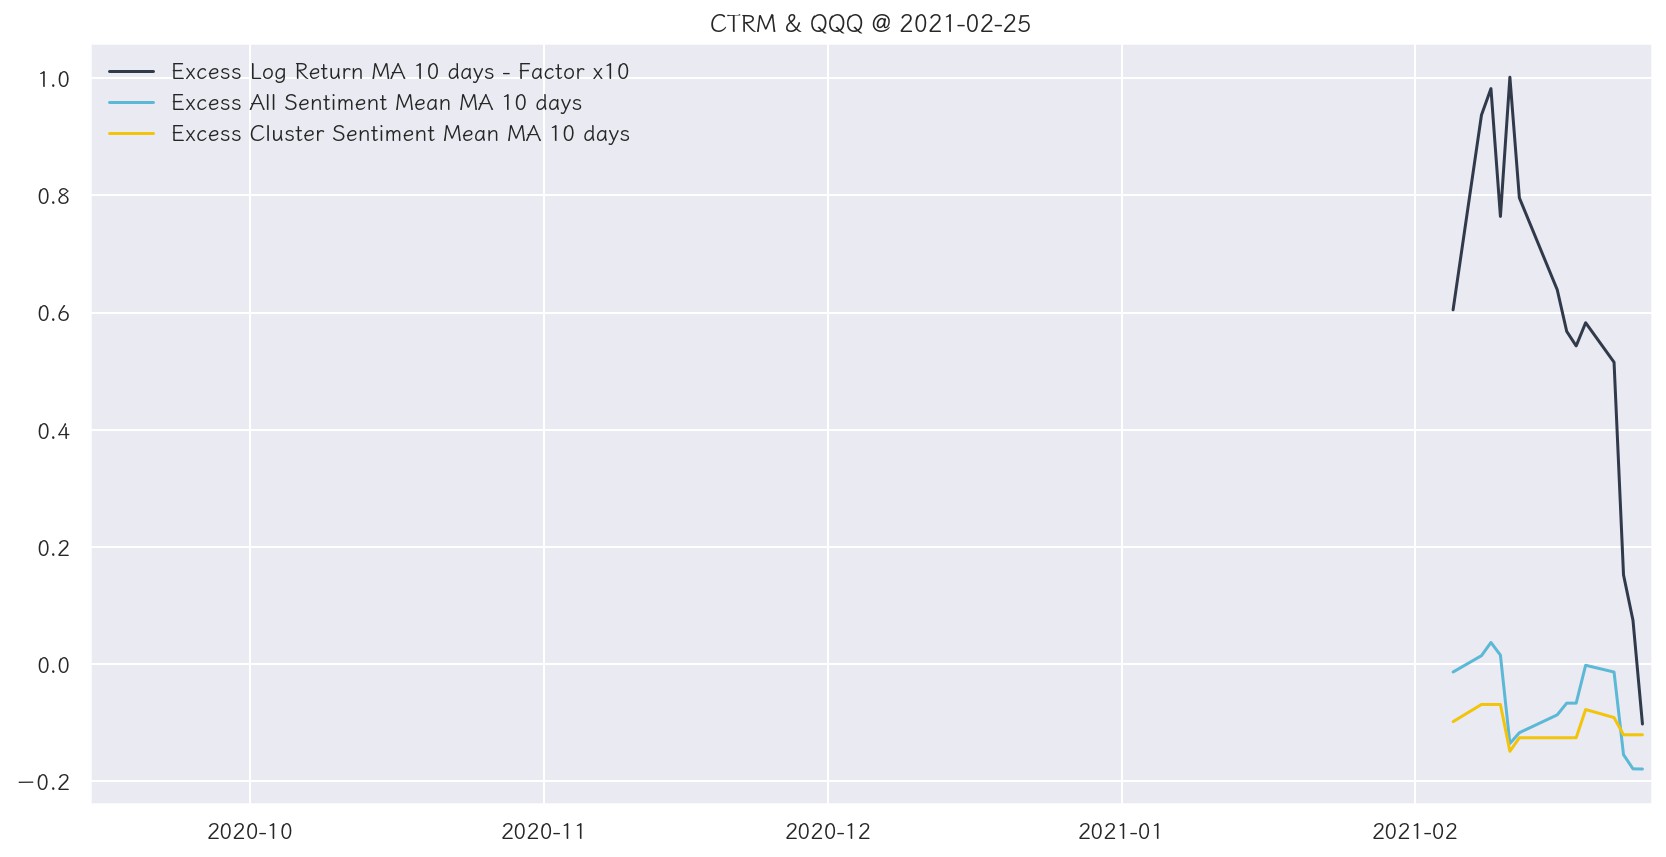 CTRM & QQQ @ 2021-02-25
Excess Log Return MA 10 days - Factor x10
Excess All Sentiment Mean MA 10 days
Excess Cluster Sentiment Mean MA 10 days
1.0
0.8
0.6
0.4
0.2
0.0
−0.2
2020-10 2020-11 2020-12 2021-01 2021-02